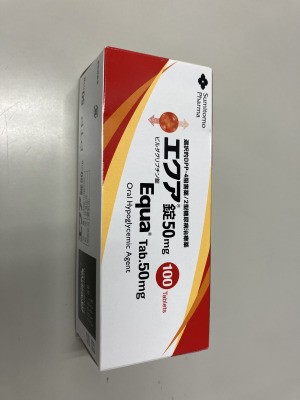 Sumitomo
Pharma
選択的DPP-4阻害薬/2型糖尿病治療薬
エクア®錠50mg
ビルダグリプチン錠
100
Tablets
Equa® Tab.50mg
Oral Hypoglycemic Agent